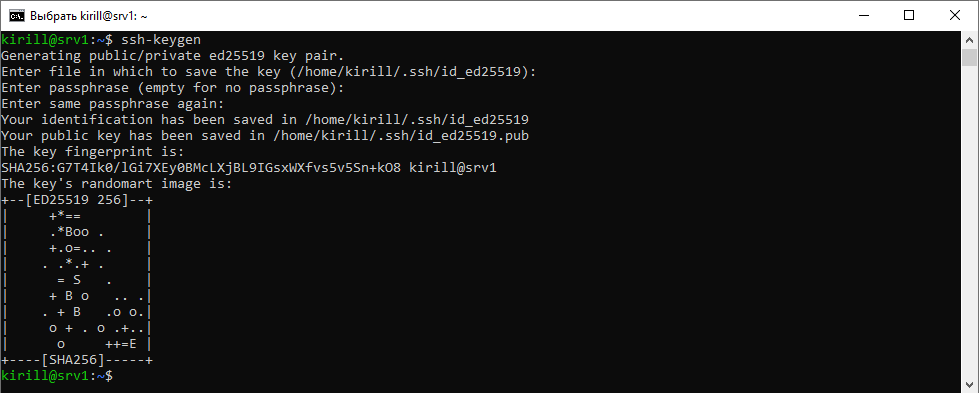 Выбрать kirill@srv1: ~
kirill@srv1:~$ ssh-keygen
Generating public/private ed25519 key pair.
Enter file in which to save the key (/home/kirill/.ssh/id_ed25519):
Enter passphrase (empty for no passphrase):
Enter same passphrase again:
Your identification has been saved in /home/kirill/.ssh/id_ed25519
Your public key has been saved in /home/kirill/.ssh/id_ed25519.pub
The key fingerprint is:
SHA256:G7T4Ik0/lGi7XEy0BMcLXjBL9IGsxWXfvs5v5Sn+kO8 kirill@srv1
The key's randomart image is:
+--[ED25519 256]--+
|     +*==        |
|     .*Boo .     |
|     +.o=.. .    |
|    . .*.+ .     |
|      = S   .    |
|     + B o   .. .|
|    . + B   .o o.|
|     o + . o .+..|
|      o     ++=E |
+----[SHA256]-----+
kirill@srv1:~$